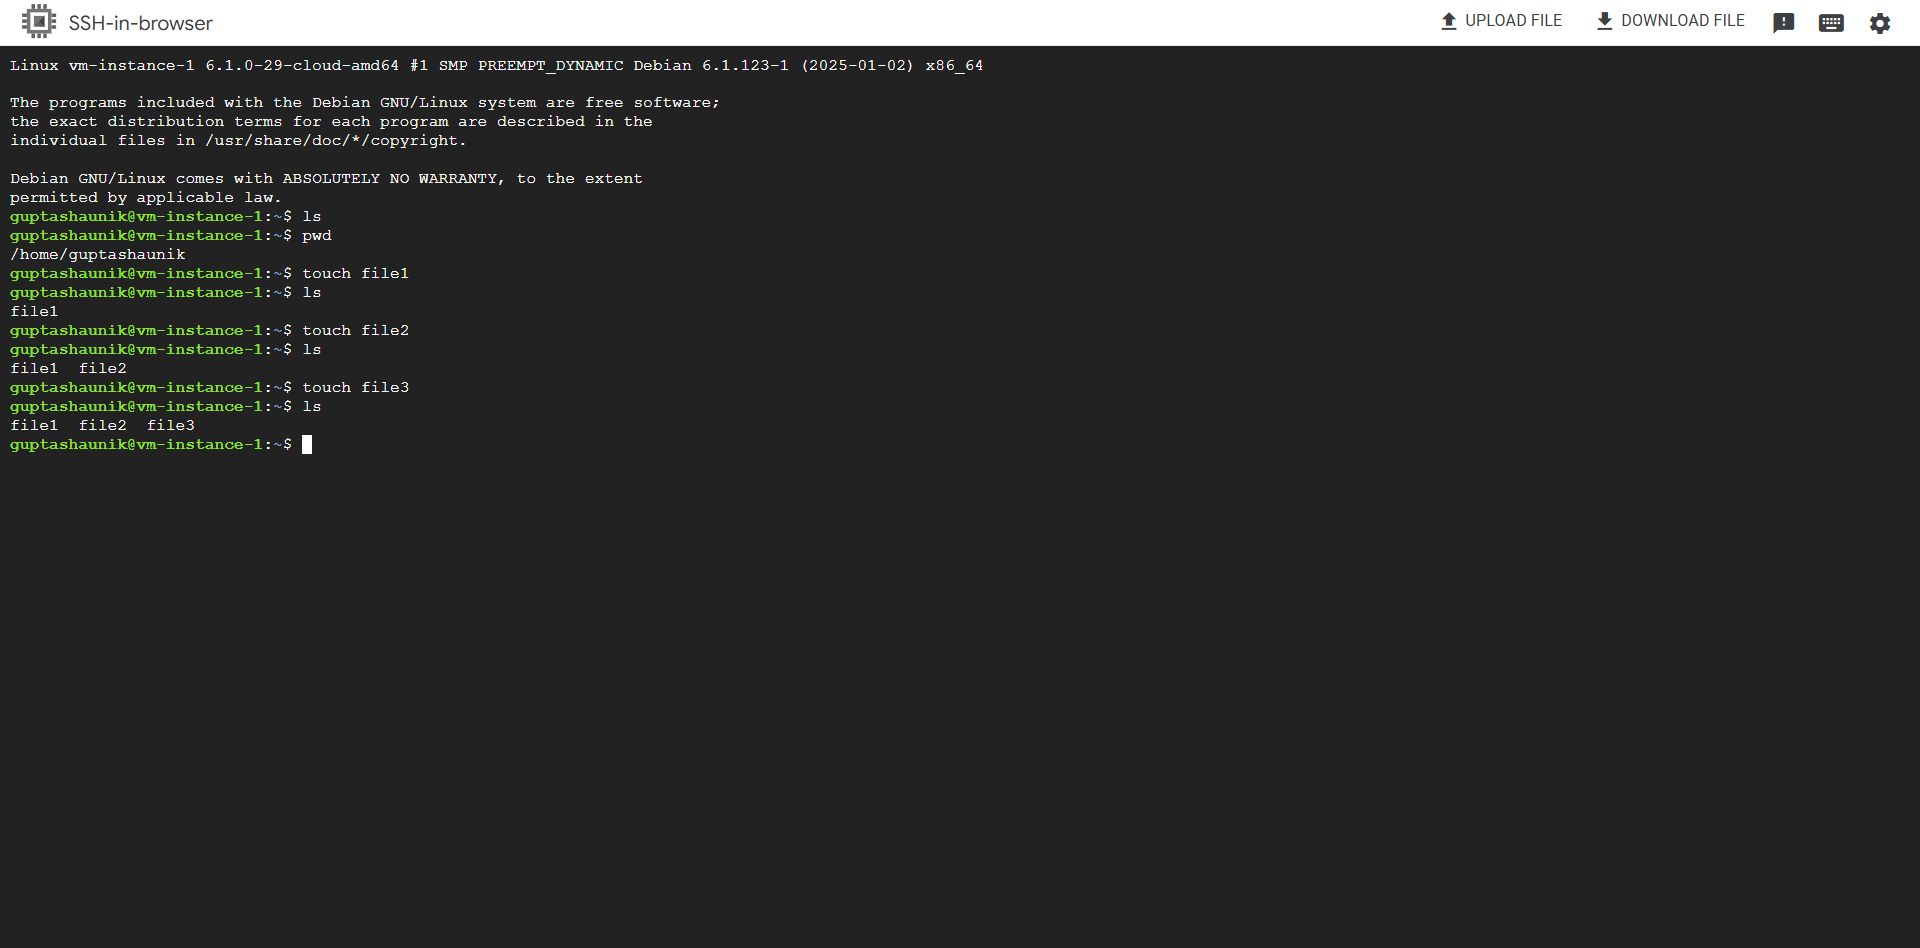 SSH-in-browser
UPLOAD FILE
DOWNLOAD FILE
Linux vm-instance-1 6.1.0-29-cloud-amd64 #1 SMP PREEMPT_DYNAMIC Debian 6.1.123-1 (2025-01-02) x86_64
The programs included with the Debian GNU/Linux system are free software;
the exact distribution terms for each program are described in the
individual files in /usr/share/doc/*/copyright.
Debian GNU/Linux comes with ABSOLUTELY NO WARRANTY, to the extent
permitted by applicable law.
guptashaunik@vm-instance-1:~$ ls
guptashaunik@vm-instance-1:~$ pwd
/home/guptashaunik
guptashaunik@vm-instance-1:~$ touch file1
guptashaunik@vm-instance-1:~$ ls
file1
guptashaunik@vm-instance-1:~$ touch file2
guptashaunik@vm-instance-1:~$ ls
file1  file2
guptashaunik@vm-instance-1:~$ touch file3
guptashaunik@vm-instance-1:~$ ls
file1  file2  file3
guptashaunik@vm-instance-1:~$